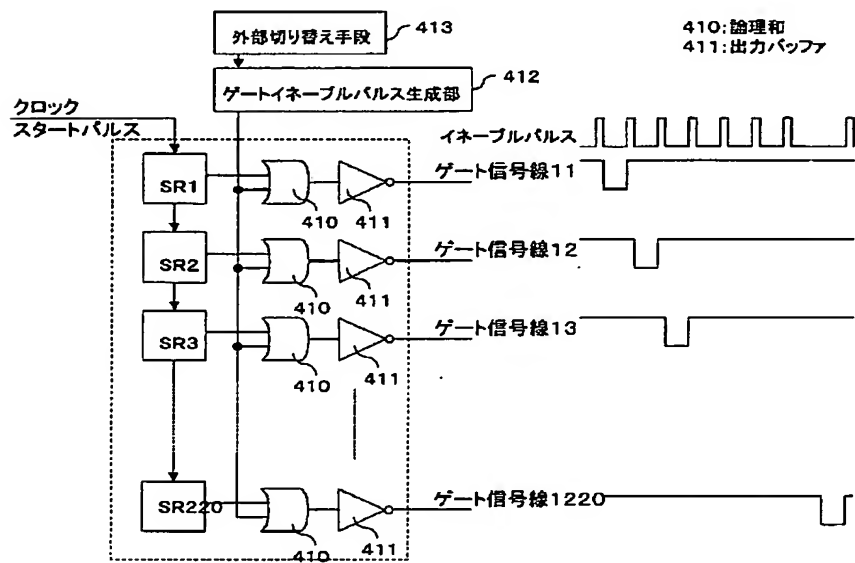 外部切り替え手段
413
410:論理和
411:出力バッファ
ゲートイネーブルパルス生成部
412
クロック
スタートパルス
イネーブルパルス
SR1
410
411
ゲート信号線11
SR2
410
411
ゲート信号線12
SR3
410
411
ゲート信号線13
SR220
410
411
ゲート信号線1220